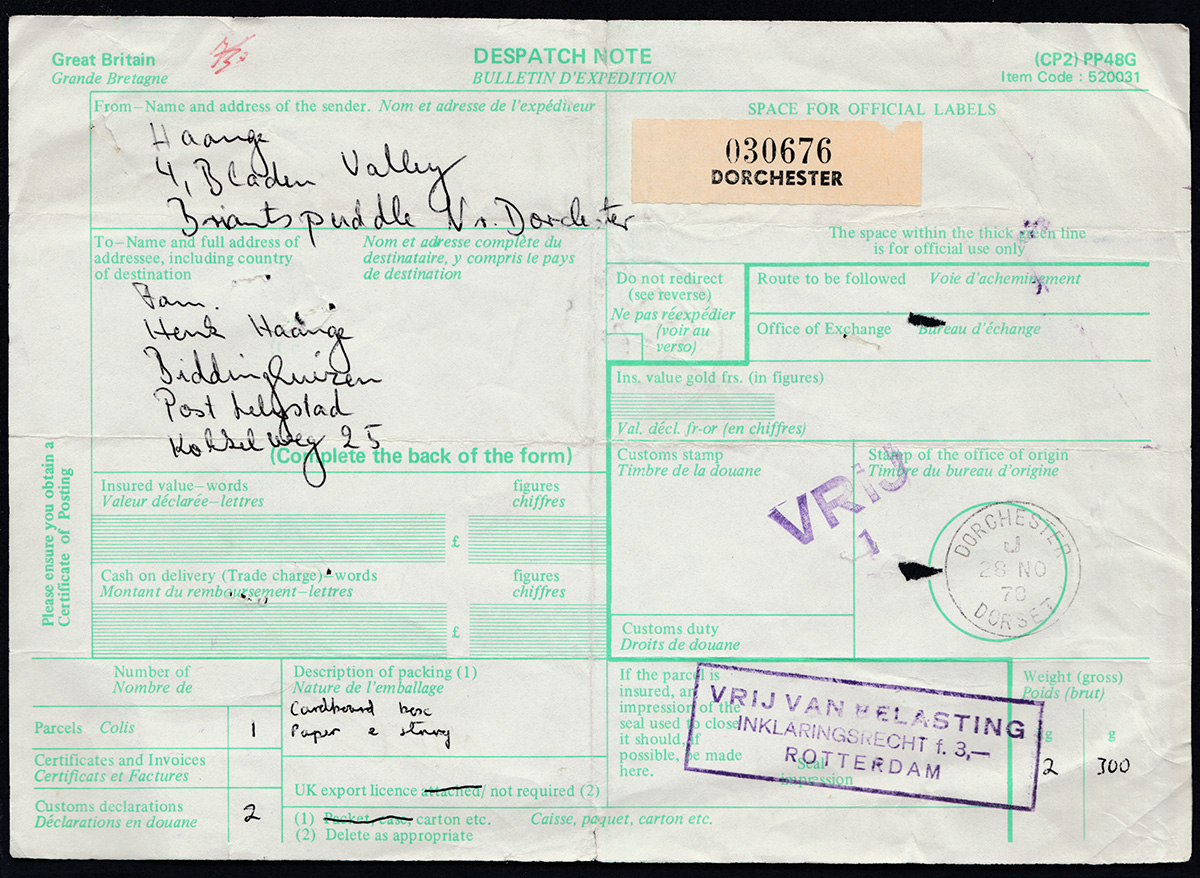 Great Britain
Grande Bretagne
DESPATCH NOTE
BULLETIN D'EXPEDITION
(CP2) PP48G
Item Code : 520031
From–Name and address of the sender. Nom et adresse de l'expéditeur
Haange
4, Bladen Valley
Briantspuddle Nr. Dorchester
SPACE FOR OFFICIAL LABELS
030676
DORCHESTER
The space within the thick green line
is for official use only
To–Name and full address of
addressee, including country
of destination
Nom et adresse complète du
destinataire, y compris le pays
de destination
Fam.
Henk Haange
Biddinghuizen
Post Lelystad
25
(Complete the back of the form)
Do not redirect
(see reverse)
Ne pas réexpédier
(voir au
verso)
Route to be followed Voie d'acheminement
Office of Exchange Bureau d'échange
Ins. value gold frs. (in figures)
Val. décl. fr-or (en chiffres)
Please ensure you obtain a
Certificate of Posting
Insured value–words
Valeur déclarée–lettres
figures
chiffres
£
Cash on delivery (Trade charge)–words
Montant du remboursement–lettres
figures
chiffres
£
Customs stamp
Timbre de la douane
VRIJ
1
Stamp of the office of origin
Timbre du bureau d'origine
DORCHESTER
J
28 NO
70
DORSET
Customs duty
Droits de douane
Number of
Nombre de
Parcels Colis 1
Certificates and Invoices
Certificats et Factures
Customs declarations
Déclarations en douane 2
Description of packing (1)
Nature de l'emballage
Cardboard box
Paper e string
UK export licence attached/ not required (2)
(1) Packet case, carton etc. Caisse, paquet, carton etc.
(2) Delete as appropriate
If the parcel is
insured, an
impression of the
seal used to close
it should, if
possible, be made
here.
Seal
impression
VRIJ VAN BELASTING
INKLARINGSRECHT f. 3,—
ROTTERDAM
Weight (gross)
Poids (brut)
g g
2 300